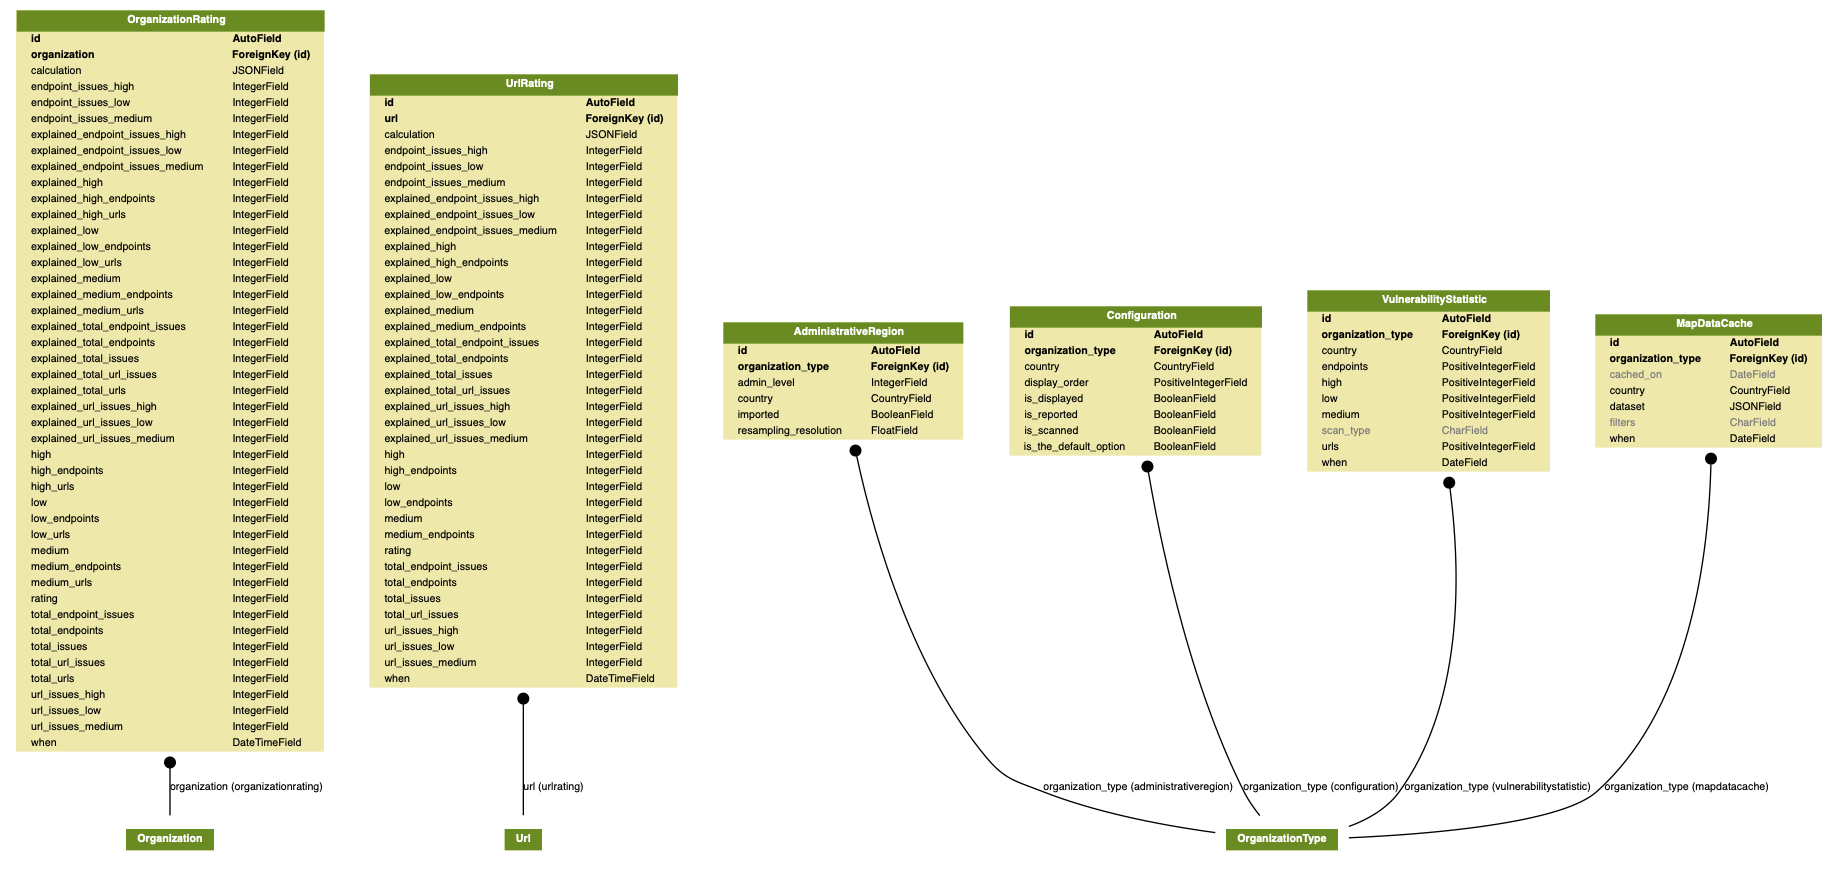 OrganizationRating
id AutoField
organization ForeignKey (id)
calculation JSONField
endpoint_issues_high IntegerField
endpoint_issues_low IntegerField
endpoint_issues_medium IntegerField
explained_endpoint_issues_high IntegerField
explained_endpoint_issues_low IntegerField
explained_endpoint_issues_medium IntegerField
explained_high IntegerField
explained_high_endpoints IntegerField
explained_high_urls IntegerField
explained_low IntegerField
explained_low_endpoints IntegerField
explained_low_urls IntegerField
explained_medium IntegerField
explained_medium_endpoints IntegerField
explained_medium_urls IntegerField
explained_total_endpoint_issues IntegerField
explained_total_endpoints IntegerField
explained_total_issues IntegerField
explained_total_url_issues IntegerField
explained_total_urls IntegerField
explained_url_issues_high IntegerField
explained_url_issues_low IntegerField
explained_url_issues_medium IntegerField
high IntegerField
high_endpoints IntegerField
high_urls IntegerField
low IntegerField
low_endpoints IntegerField
low_urls IntegerField
medium IntegerField
medium_endpoints IntegerField
medium_urls IntegerField
rating IntegerField
total_endpoint_issues IntegerField
total_endpoints IntegerField
total_issues IntegerField
total_url_issues IntegerField
total_urls IntegerField
url_issues_high IntegerField
url_issues_low IntegerField
url_issues_medium IntegerField
when DateTimeField
UrlRating
id AutoField
url ForeignKey (id)
calculation JSONField
endpoint_issues_high IntegerField
endpoint_issues_low IntegerField
endpoint_issues_medium IntegerField
explained_endpoint_issues_high IntegerField
explained_endpoint_issues_low IntegerField
explained_endpoint_issues_medium IntegerField
explained_high IntegerField
explained_high_endpoints IntegerField
explained_low IntegerField
explained_low_endpoints IntegerField
explained_medium IntegerField
explained_medium_endpoints IntegerField
explained_total_endpoint_issues IntegerField
explained_total_endpoints IntegerField
explained_total_issues IntegerField
explained_total_url_issues IntegerField
explained_url_issues_high IntegerField
explained_url_issues_low IntegerField
explained_url_issues_medium IntegerField
high IntegerField
high_endpoints IntegerField
low IntegerField
low_endpoints IntegerField
medium IntegerField
medium_endpoints IntegerField
rating IntegerField
total_endpoint_issues IntegerField
total_endpoints IntegerField
total_issues IntegerField
total_url_issues IntegerField
url_issues_high IntegerField
url_issues_low IntegerField
url_issues_medium IntegerField
when DateTimeField
AdministrativeRegion
id AutoField
organization_type ForeignKey (id)
admin_level IntegerField
country CountryField
imported BooleanField
resampling_resolution FloatField
Configuration
id AutoField
organization_type ForeignKey (id)
country CountryField
display_order PositiveIntegerField
is_displayed BooleanField
is_reported BooleanField
is_scanned BooleanField
is_the_default_option BooleanField
VulnerabilityStatistic
id AutoField
organization_type ForeignKey (id)
country CountryField
endpoints PositiveIntegerField
high PositiveIntegerField
low PositiveIntegerField
medium PositiveIntegerField
scan_type CharField
urls PositiveIntegerField
when DateField
MapDataCache
id AutoField
organization_type ForeignKey (id)
cached_on DateField
country CountryField
dataset JSONField
filters CharField
when DateField
organization (organizationrating)
url (urlrating)
organization_type (administrativeregion)
organization_type (configuration)
organization_type (vulnerabilitystatistic)
organization_type (mapdatacache)
Organization
Url
OrganizationType